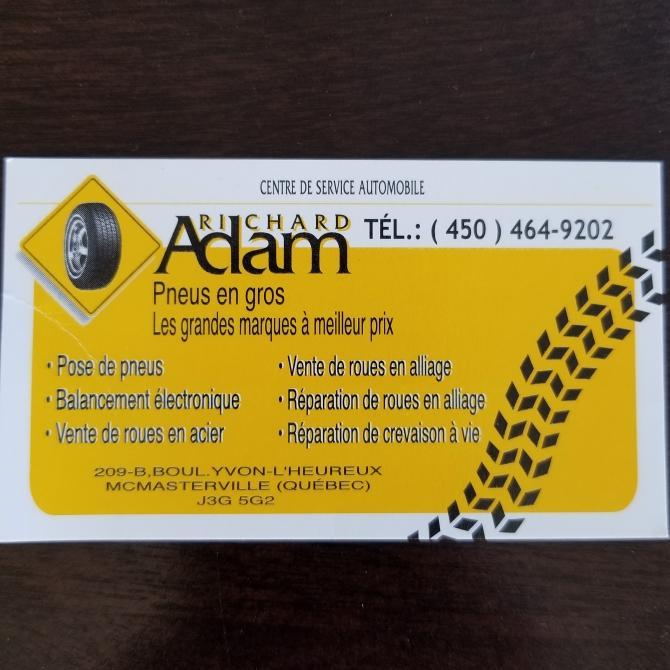 CENTRE DE SERVICE AUTOMOBILE
RICHARD
Adam
TÉL.: ( 450 ) 464-9202
Pneus en gros
Les grandes marques à meilleur prix
· Pose de pneus
· Balancement électronique
· Vente de roues en acier
· Vente de roues en alliage
· Réparation de roues en alliage
· Réparation de crevaison à vie
209-B,BOUL.YVON-L'HEUREUX
MCMASTERVILLE (QUÉBEC)
J3G 5G2